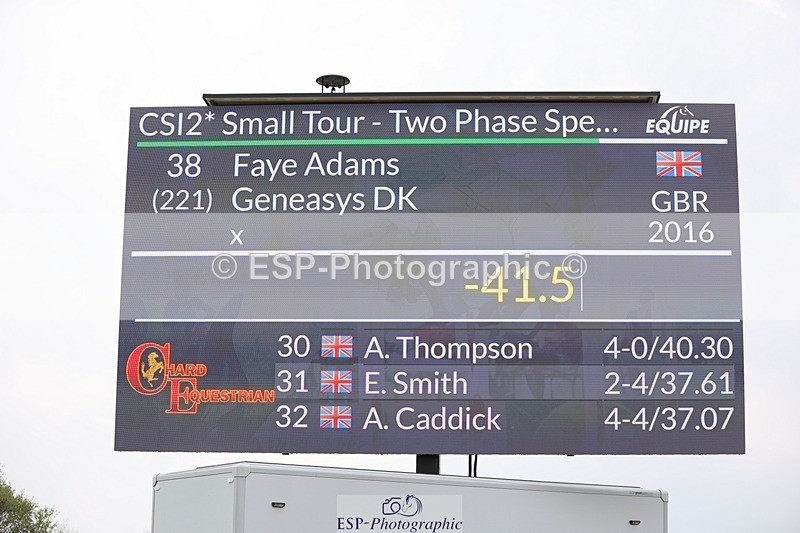 CSI2* Small Tour - Two Phase Spe...
EQUIPE
38 Faye Adams
(221) Geneasys DK GBR
x 2016
© ESP-Photographic ©
-41.5
30 A. Thompson 4-0/40.30
31 E. Smith 2-4/37.61
32 A. Caddick 4-4/37.07
CHARD
EQUESTRIAN
ESP-Photographic